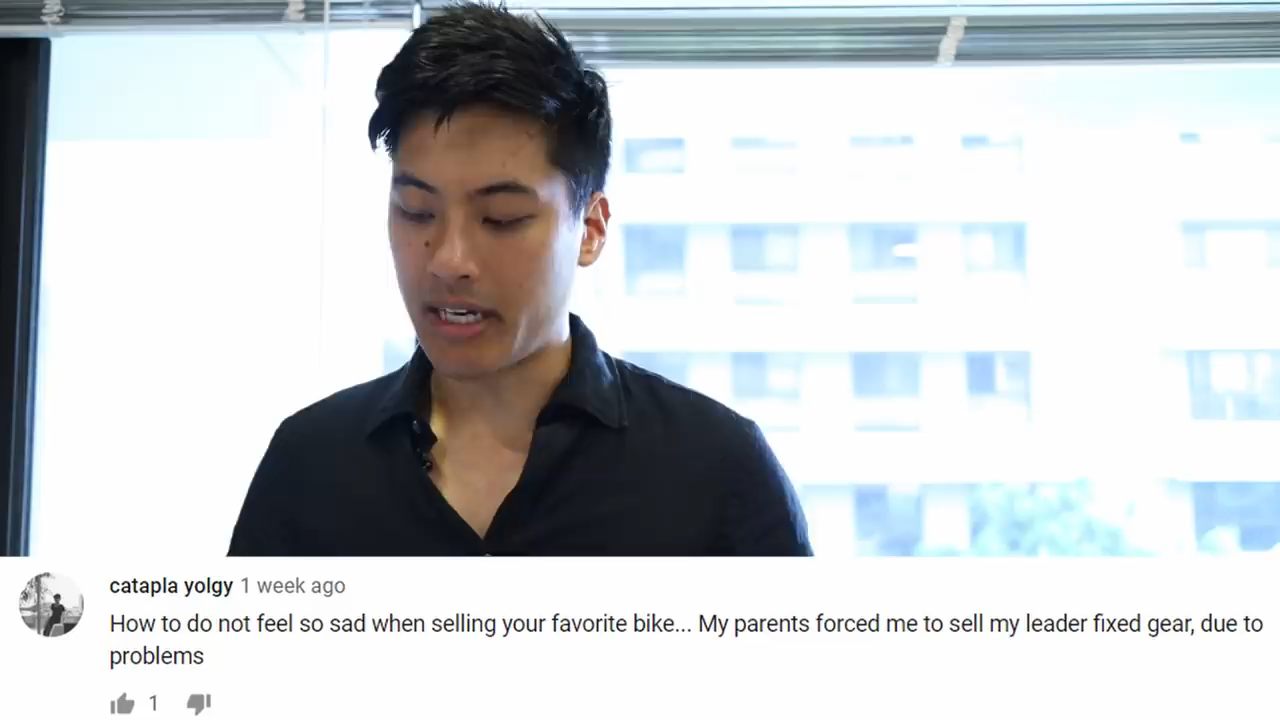 catapla yolgy 1 week ago
How to do not feel so sad when selling your favorite bike... My parents forced me to sell my leader fixed gear, due to
problems
1